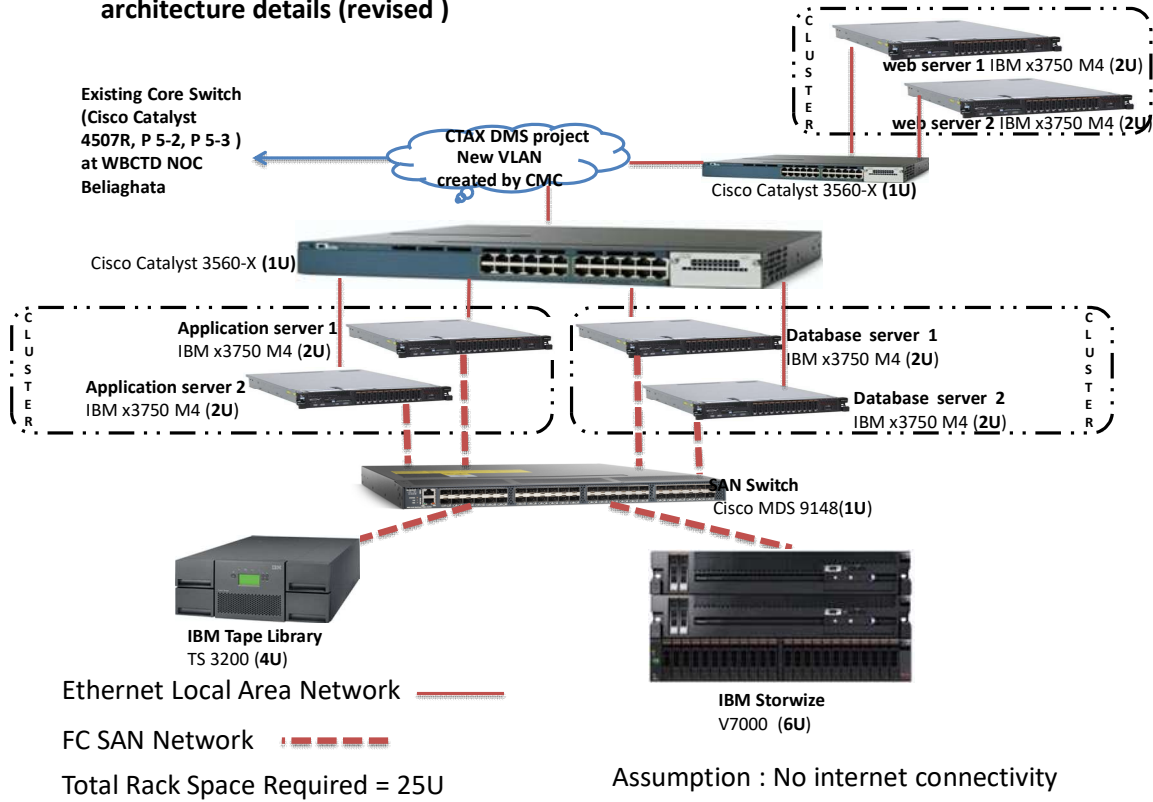 architecture details (revised )
CLUSTER
web server 1 IBM x3750 M4 (2U)
web server 2 IBM x3750 M4 (2U)
Existing Core Switch
(Cisco Catalyst
4507R, P 5-2, P 5-3 )
at WBCTD NOC
Beliaghata
CTAX DMS project
New VLAN
created by CMC
Cisco Catalyst 3560-X (1U)
Cisco Catalyst 3560-X (1U)
CLUSTER
Application server 1
IBM x3750 M4 (2U)
Application server 2
IBM x3750 M4 (2U)
Database server 1
IBM x3750 M4 (2U)
Database server 2
IBM x3750 M4 (2U)
CLUSTER
SAN Switch
Cisco MDS 9148(1U)
IBM Tape Library
TS 3200 (4U)
IBM Storwize
V7000 (6U)
Ethernet Local Area Network
FC SAN Network
Total Rack Space Required = 25U
Assumption : No internet connectivity